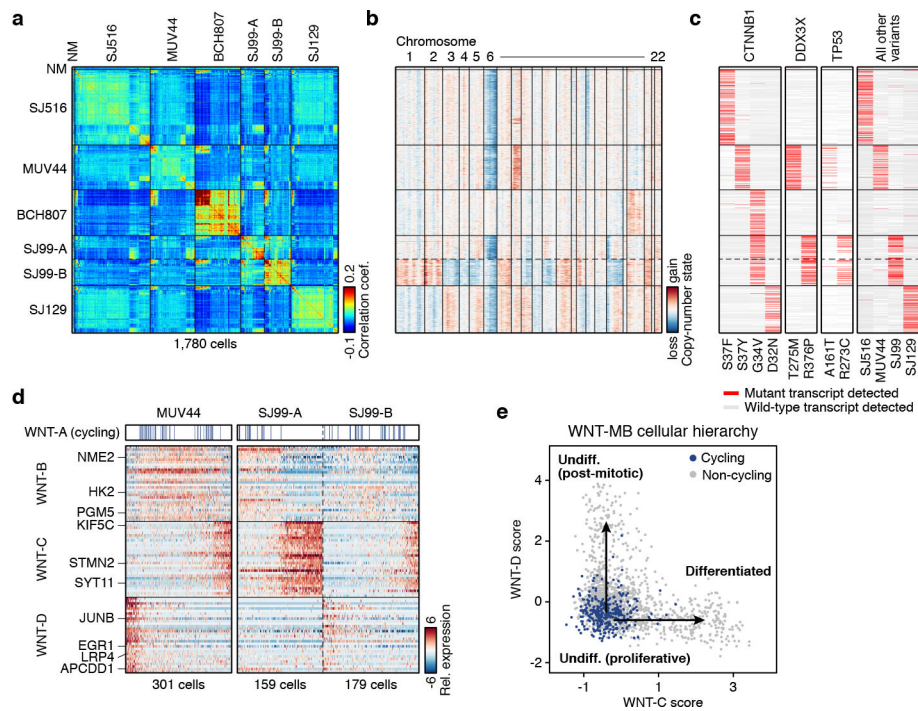 a
NM
SJ516
MUV44
BCH807
SJ99-A
SJ99-B
SJ129
NM
SJ516
MUV44
BCH807
SJ99-A
SJ99-B
SJ129
1,780 cells
-0.1 0.2
Correlation coef.
b
Chromosome
1 2 3 4 5 6 22
loss gain
Copy-number state
c
CTNNB1
DDX3X
TP53
All other
variants
S37F
S37Y
G34V
D32N
T275M
R376P
A161T
R273C
SJ516
MUV44
SJ99
SJ129
Mutant transcript detected
Wild-type transcript detected
d
MUV44 SJ99-A SJ99-B
WNT-A (cycling)
WNT-B
NME2
HK2
PGM5
WNT-C
KIF5C
STMN2
SYT11
WNT-D
JUNB
EGR1
LRP4
APCDD1
301 cells 159 cells 179 cells
-6 6
Rel. expression
e
WNT-MB cellular hierarchy
Undiff.
(post-mitotic)
Cycling
Non-cycling
Differentiated
Undiff. (proliferative)
WNT-D score
4
2
0
-2
-1 1 3
WNT-C score